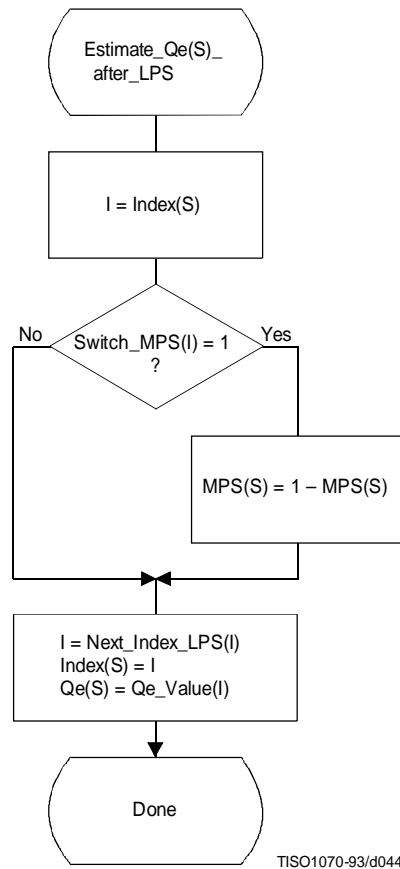 Estimate_Qe(S)_
after_LPS
I = Index(S)
No
Switch_MPS(I) = 1
?
Yes
MPS(S) = 1 – MPS(S)
I = Next_Index_LPS(I)
Index(S) = I
Qe(S) = Qe_Value(I)
Done
TISO1070-93/d044